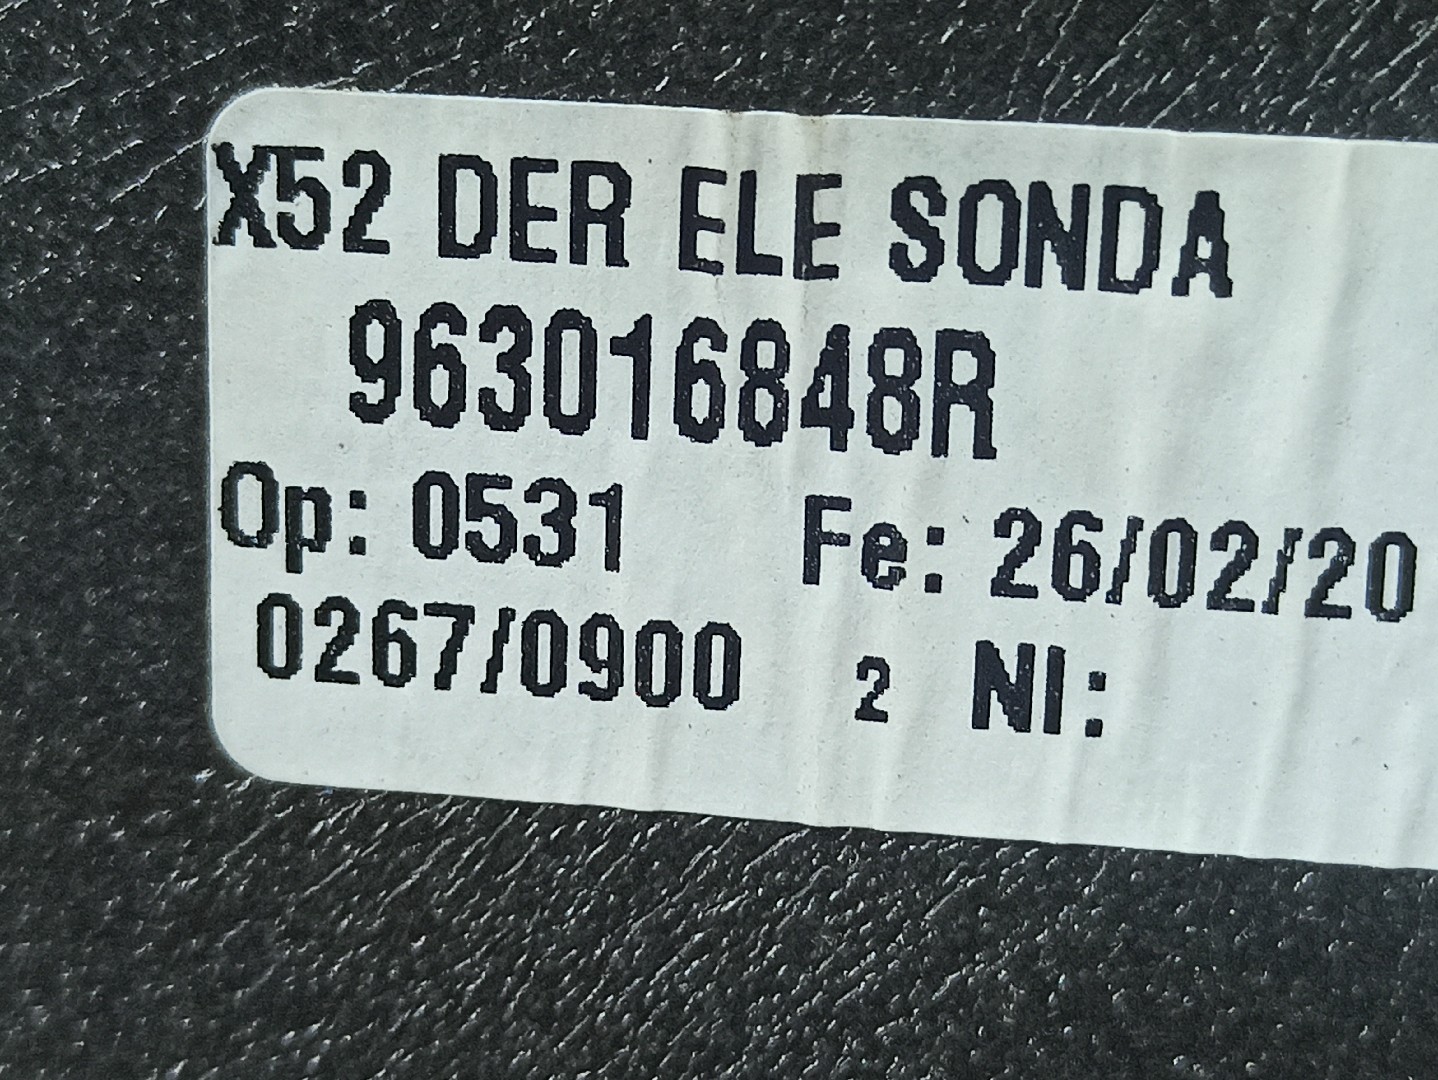 X52 DER ELE SONDA
963016848R
Op: 0531 Fe: 26/02/20
0267/0900 2 NI: